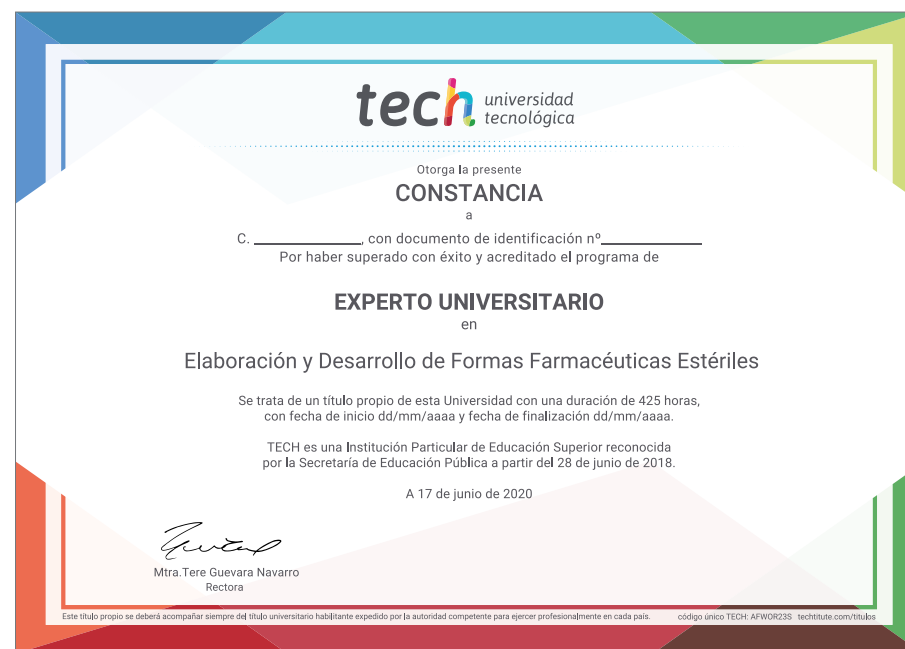 tech universidad
tecnológica
Otorga la presente
CONSTANCIA
a
C. ______________, con documento de identificación nº_____________
Por haber superado con éxito y acreditado el programa de
EXPERTO UNIVERSITARIO
en
Elaboración y Desarrollo de Formas Farmacéuticas Estériles
Se trata de un título propio de esta Universidad con una duración de 425 horas,
con fecha de inicio dd/mm/aaaa y fecha de finalización dd/mm/aaaa.
TECH es una Institución Particular de Educación Superior reconocida
por la Secretaría de Educación Pública a partir del 28 de junio de 2018.
A 17 de junio de 2020
Mtra.Tere Guevara Navarro
Rectora
Este título propio se deberá acompañar siempre del título universitario habilitante expedido por la autoridad competente para ejercer profesionalmente en cada país. código único TECH: AFWOR23S techtitute.com/titulos